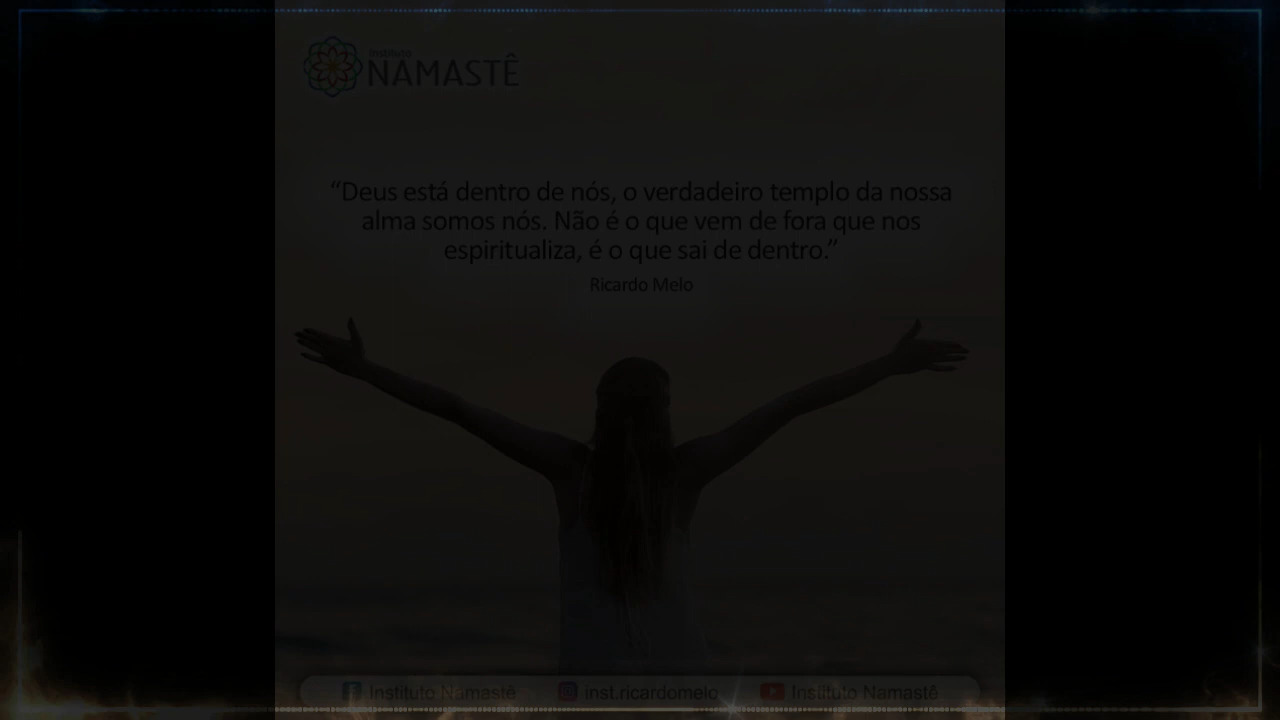 Instituto
NAMASTÊ
“Deus está dentro de nós, o verdadeiro templo da nossa
alma somos nós. Não é o que vem de fora que nos
espiritualiza, é o que sai de dentro.”
Ricardo Melo
Instituto Namastê inst.ricardomelo Instituto Namastê